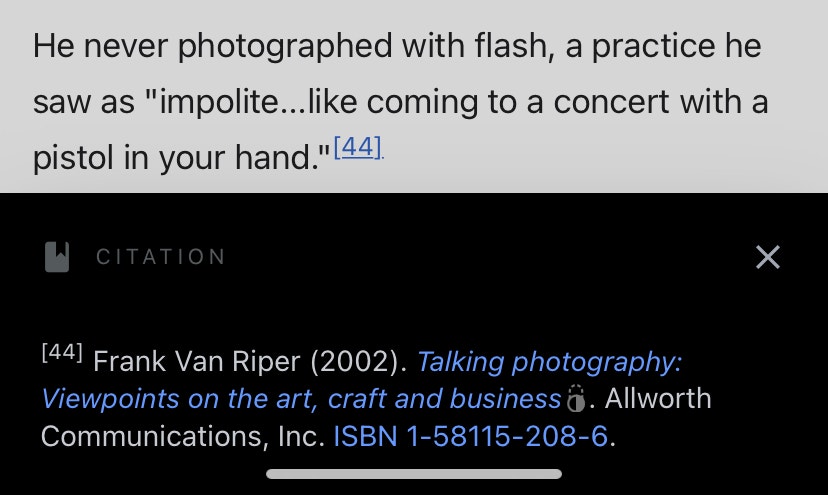 He never photographed with flash, a practice he
saw as "impolite...like coming to a concert with a
pistol in your hand."[44]
CITATION
[44] Frank Van Riper (2002). Talking photography:
Viewpoints on the art, craft and business. Allworth
Communications, Inc. ISBN 1-58115-208-6.